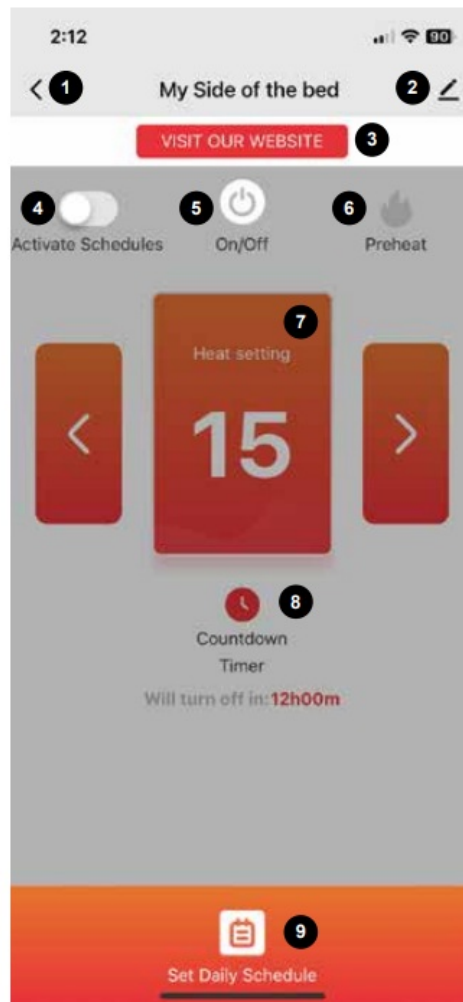 2:12
90
1
My Side of the bed
2
VISIT OUR WEBSITE
3
4
5
6
Activate Schedules
On/Off
Preheat
7
Heat setting
15
8
Countdown
Timer
Will turn off in:12h00m
9
Set Daily Schedule